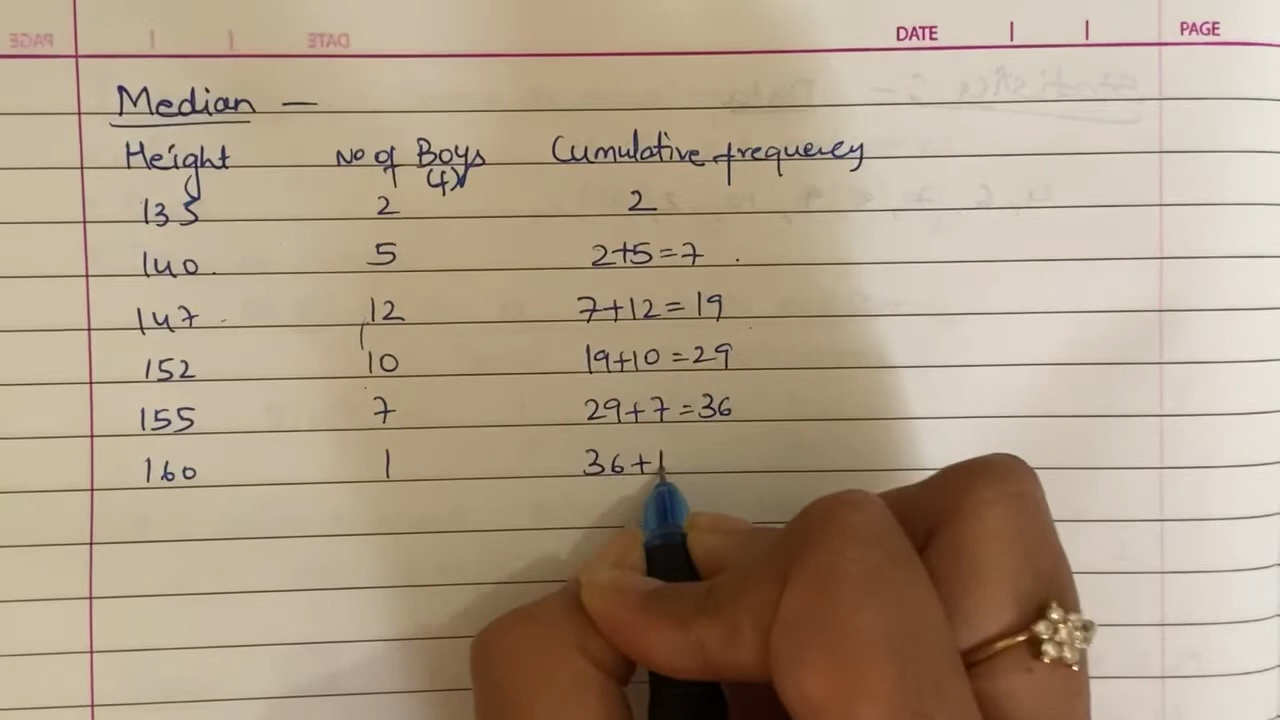 DATE PAGE
Median —
Height No of Boys Cumulative frequency
(f)
135 2 2
140 5 2+5=7
147 12 7+12=19
152 10 19+10=29
155 7 29+7=36
160 1 36+1